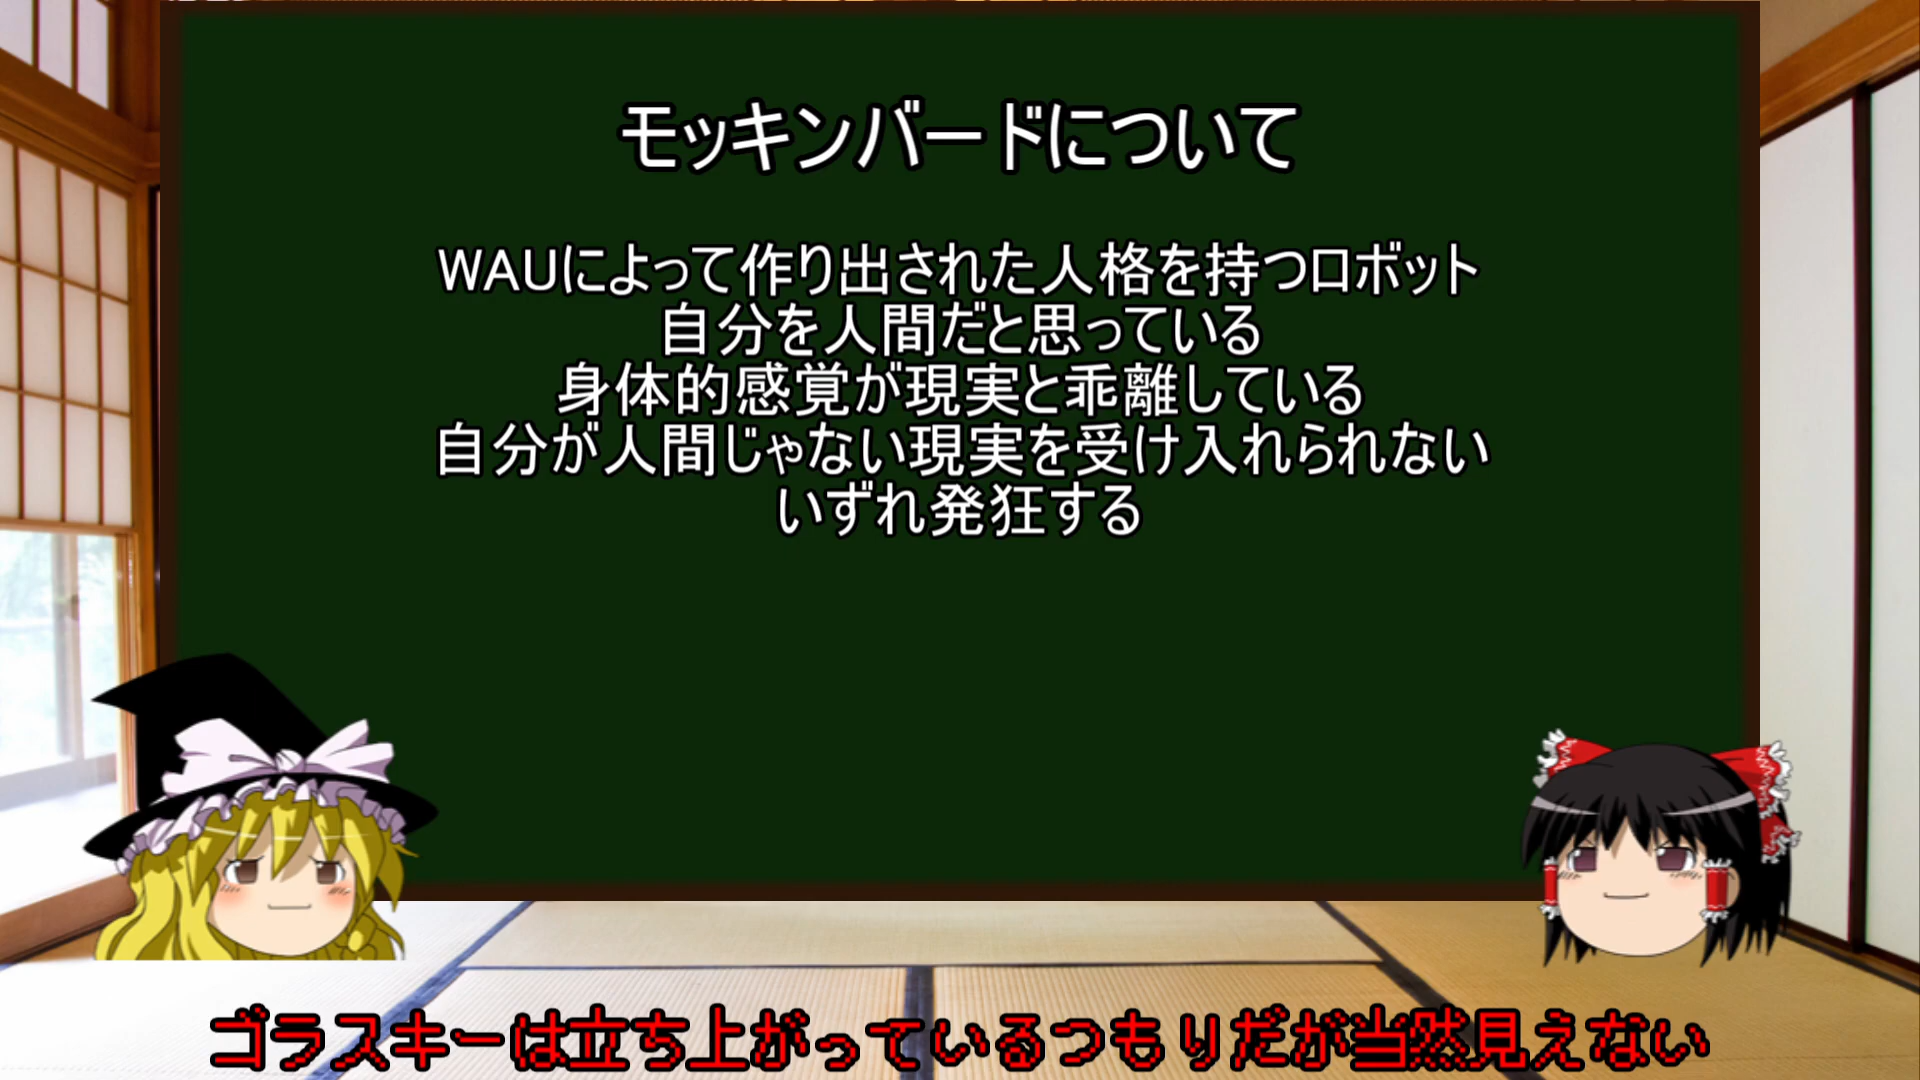 モッキンバードについて
WAUによって作り出された人格を持つロボット
自分を人間だと思っている
身体的感覚が現実と乖離している
自分が人間じゃない現実を受け入れられない
いずれ発狂する
ゴラスキーは立ち上がっているつもりだが当然見えない